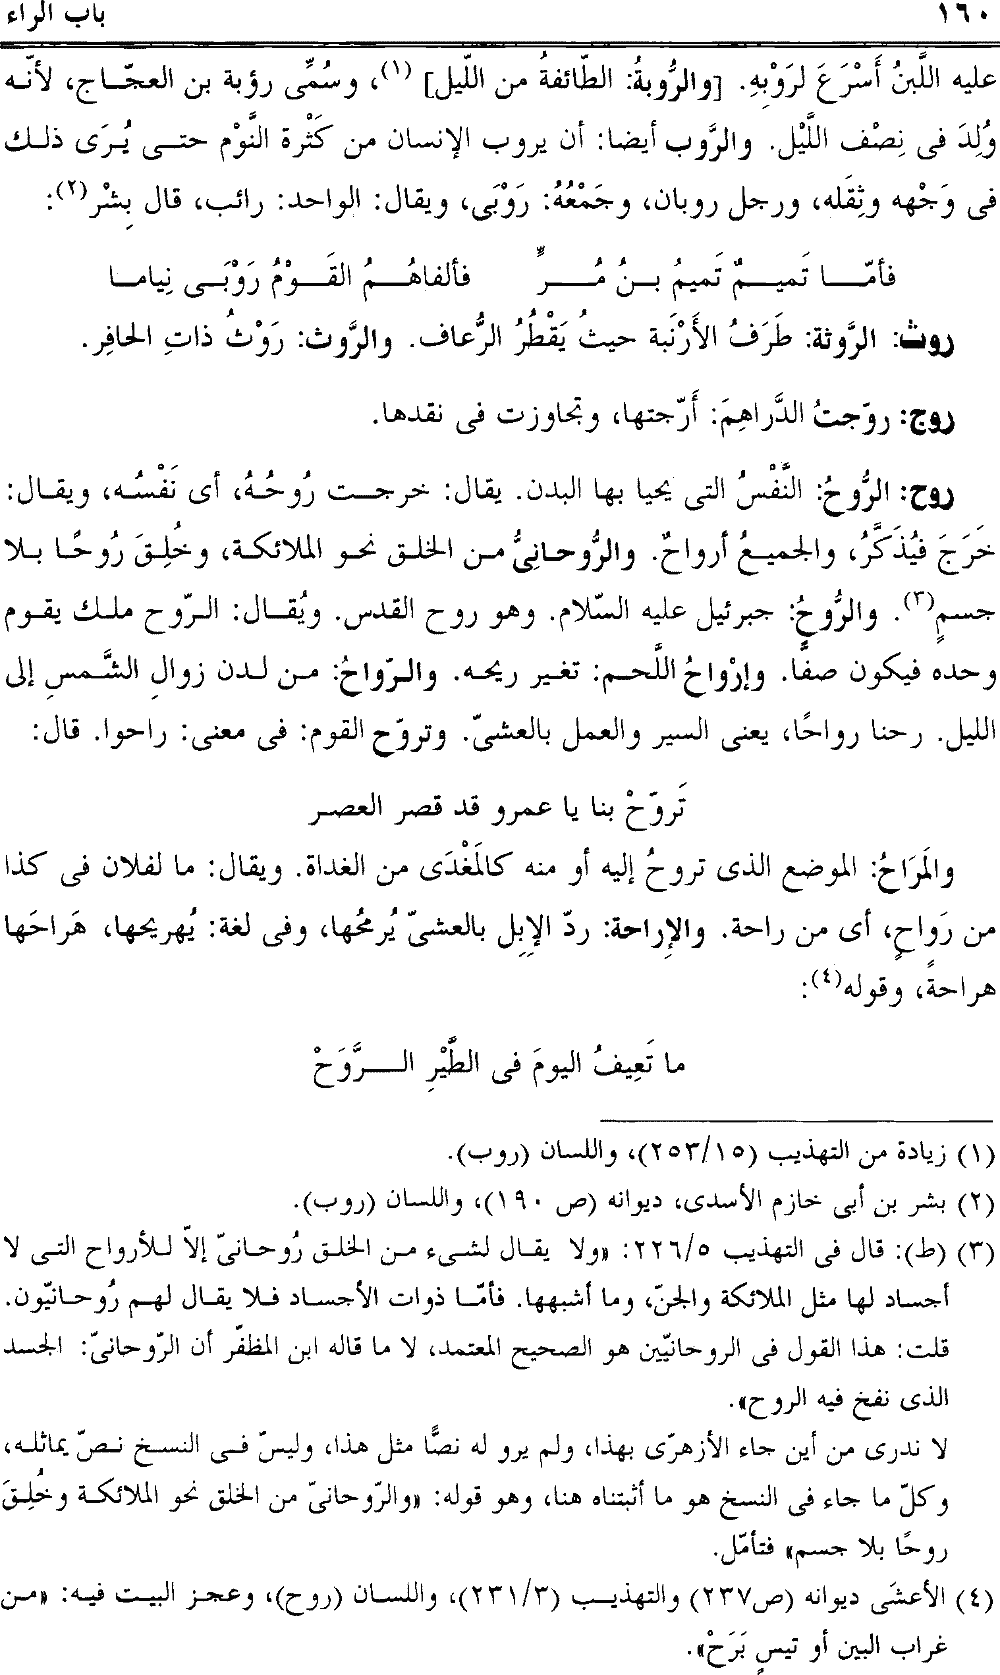 ١٦٠
باب الراء
عليه اللَّبنُ أَسْرَعَ لرَوْبِهِ. [والرُّوبةُ: الطّائفةُ من اللّيل] (١)، وسُمِّى رؤبة بن العجّاج، لأنّه
وُلِدَ فى نِصْف اللَّيل. والرَّوب أيضا: أن يروب الإنسان من كَثْرة النَّوْم حتى يُرَى ذلك
فى وَجْهه وثِقَله، ورجل روبان، وجَمْعُهُ: رَوْبَى، ويقال: الواحد: رائب، قال بِشْر(٢):
فأمّا تَميمٌ تَميمُ بنُ مُرٍّ فألفاهُمُ القَوْمُ رَوْبَى نِياما
روث: الرَّوثة: طَرَفُ الأَرْنَبة حيثُ يَقْطُرُ الرُّعاف. والرَّوث: رَوْثُ ذاتِ الحافِر.
روج: روّجتُ الدَّراهِمَ: أَرّجتها، وتجاوزت فى نقدها.
روح: الرُّوحُ: النَّفْسُ التى يحيا بها البدن. يقال: خرجت رُوحُهُ، أى نَفْسُه، ويقال:
خَرَجَ فيُذَكَّرُ، والجميعُ أرواحٌ. والرُّوحانِىُّ من الخلق نحو الملائكة، وخُلِقَ رُوحًا بلا
جسمٍ(٣). والرُّوحُ: جبرئيل عليه السّلام. وهو روح القدس. ويُقال: الرّوح ملك يقوم
وحده فيكون صفًا. وإرْواحُ اللَّحم: تغير ريحه. والرّواحُ: من لدن زوالِ الشَّمسِ إلى
الليل. رحنا رواحًا، يعنى السير والعمل بالعشىّ. وتروّح القوم: فى معنى: راحوا. قال:
تَروّحْ بنا يا عمرو قد قصر العصر
والمَرَاحُ: الموضع الذى تروحُ إليه أو منه كالمَغْدَى من الغداة. ويقال: ما لفلان فى كذا
من رَواحٍ، أى من راحة. والإراحة: ردّ الإبِلِ بالعشىّ يُرمحُها، وفى لغة: يُهريحها، هَراحَها
هراحةً، وقوله(٤):
ما تَعِيفُ اليومَ فى الطَّيْرِ الرَّوَحْ
(١) زيادة من التهذيب (٢٥٣/١٥)، واللسان (روب).
(٢) بشر بن أبى خازم الأسدى، ديوانه (ص ١٩٠)، واللسان (روب).
(٣) (ط): قال فى التهذيب ٢٢٦/٥: «ولا يقال لشىء من الخلق رُوحانىّ إلاّ للأرواح التى لا
أجساد لها مثل الملائكة والجنّ، وما أشبهها. فأمّا ذوات الأجساد فلا يقال لهم رُوحانيّون.
قلت: هذا القول فى الروحانيّين هو الصحيح المعتمد، لا ما قاله ابن المظفّر أن الرّوحانىّ: الجسد
الذى نفخ فيه الروح».
لا ندرى من أين جاء الأزهرّى بهذا، ولم يرو له نصًّا مثل هذا، وليسّ فى النسخ نصّ يماثله،
وكلّ ما جاء فى النسخ هو ما أثبتناه هنا، وهو قوله: «والرّوحانىّ من الخلق نحو الملائكة وخُلِقَ
روحًا بلا جسم» فتأمّل.
(٤) الأعشَى ديوانه (ص٢٣٧) والتهذيب (٢٣١/٣)، واللسان (روح)، وعجز البيت فيه: «من
غراب البين أو تيسٍ بَرَحْ».